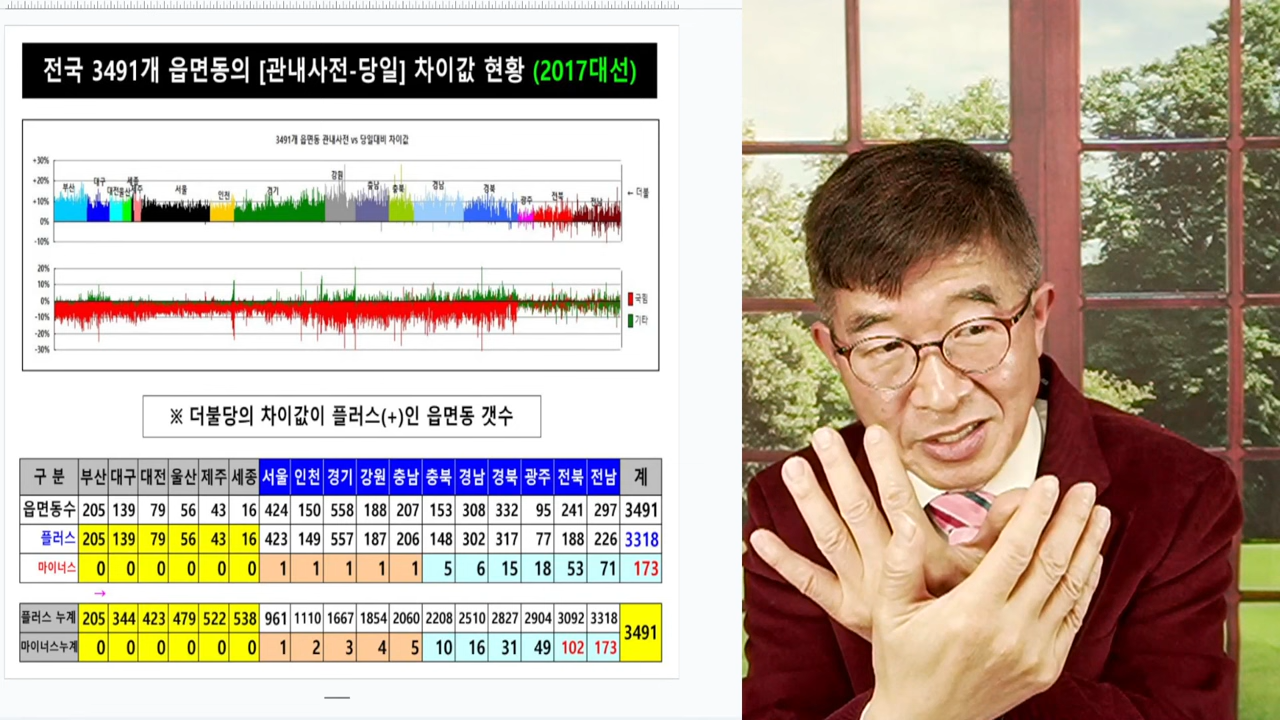 전국 3491개 읍면동의 [관내사전-당일] 차이값 현황 (2017대선)
3491개 읍면동 관내사전 vs 당일대비 차이값
+30%
+20%
+10%
0%
-10%
부산 대구 대전 울산 세종 제주 서울 인천 경기 강원 충남 충북 경남 경북 광주 전북 전남
← 더불
20%
10%
0%
-10%
-20%
-30%
국힘
기타
※ 더불당의 차이값이 플러스(+)인 읍면동 갯수
구 분 부산 대구 대전 울산 제주 세종 서울 인천 경기 강원 충남 충북 경남 경북 광주 전북 전남 계
읍면동수 205 139 79 56 43 16 424 150 558 188 207 153 308 332 95 241 297 3491
플러스 205 139 79 56 43 16 423 149 557 187 206 148 302 317 77 188 226 3318
마이너스 0 0 0 0 0 0 1 1 1 1 1 5 6 15 18 53 71 173
→
플러스 누계 205 344 423 479 522 538 961 1110 1667 1854 2060 2208 2510 2827 2904 3092 3318 3491
마이너스누계 0 0 0 0 0 0 1 2 3 4 5 10 16 31 49 102 173